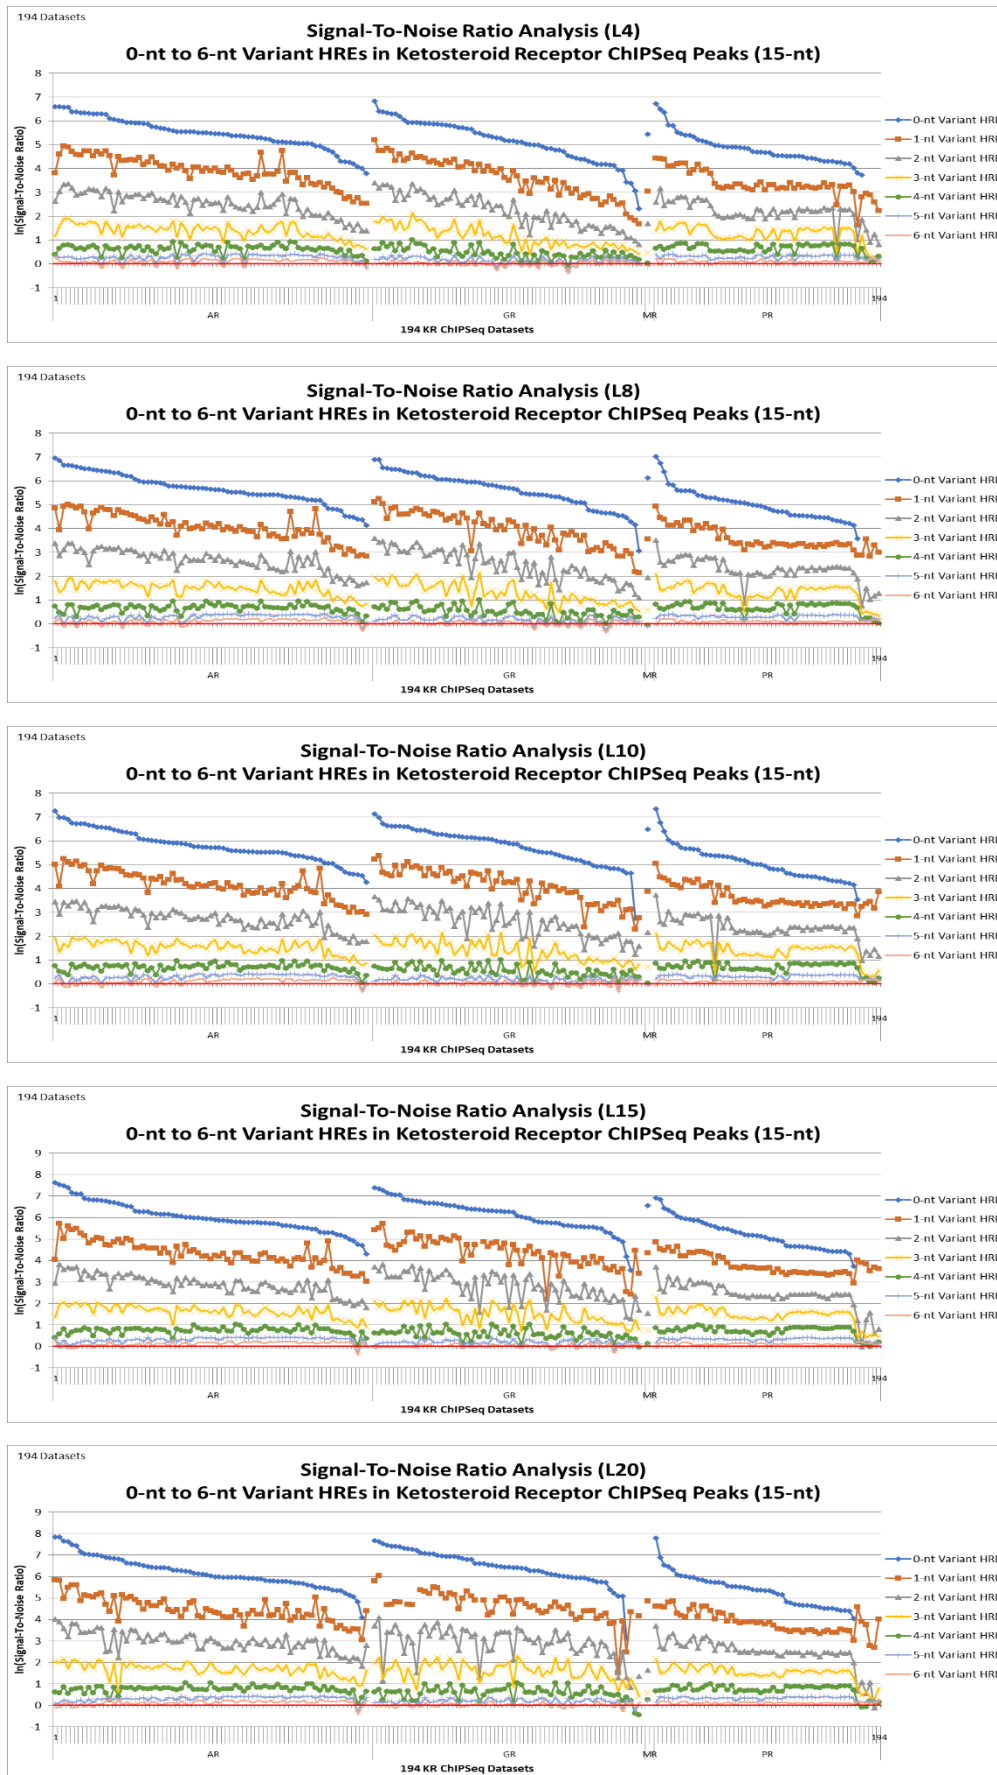 194 Datasets
Signal-To-Noise Ratio Analysis (L4)
0-nt to 6-nt Variant HREs in Ketosteroid Receptor ChIPSeq Peaks (15-nt)
ln(Signal-To-Noise Ratio)
8
7
6
5
4
3
2
1
0
-1
0-nt Variant HRE
1-nt Variant HRE
2-nt Variant HRE
3-nt Variant HRE
4-nt Variant HRE
5-nt Variant HRE
6-nt Variant HRE
1
194
AR
GR
MR
PR
194 KR ChIPSeq Datasets
194 Datasets
Signal-To-Noise Ratio Analysis (L8)
0-nt to 6-nt Variant HREs in Ketosteroid Receptor ChIPSeq Peaks (15-nt)
ln(Signal-To-Noise Ratio)
8
7
6
5
4
3
2
1
0
-1
0-nt Variant HRE
1-nt Variant HRE
2-nt Variant HRE
3-nt Variant HRE
4-nt Variant HRE
5-nt Variant HRE
6-nt Variant HRE
1
194
AR
GR
MR
PR
194 KR ChIPSeq Datasets
194 Datasets
Signal-To-Noise Ratio Analysis (L10)
0-nt to 6-nt Variant HREs in Ketosteroid Receptor ChIPSeq Peaks (15-nt)
ln(Signal-To-Noise Ratio)
8
7
6
5
4
3
2
1
0
-1
0-nt Variant HRE
1-nt Variant HRE
2-nt Variant HRE
3-nt Variant HRE
4-nt Variant HRE
5-nt Variant HRE
6-nt Variant HRE
1
194
AR
GR
MR
PR
194 KR ChIPSeq Datasets
194 Datasets
Signal-To-Noise Ratio Analysis (L15)
0-nt to 6-nt Variant HREs in Ketosteroid Receptor ChIPSeq Peaks (15-nt)
ln(Signal-To-Noise Ratio)
9
8
7
6
5
4
3
2
1
0
-1
0-nt Variant HRE
1-nt Variant HRE
2-nt Variant HRE
3-nt Variant HRE
4-nt Variant HRE
5-nt Variant HRE
6-nt Variant HRE
1
194
AR
GR
MR
PR
194 KR ChIPSeq Datasets
194 Datasets
Signal-To-Noise Ratio Analysis (L20)
0-nt to 6-nt Variant HREs in Ketosteroid Receptor ChIPSeq Peaks (15-nt)
ln(Signal-To-Noise Ratio)
9
8
7
6
5
4
3
2
1
0
-1
0-nt Variant HRE
1-nt Variant HRE
2-nt Variant HRE
3-nt Variant HRE
4-nt Variant HRE
5-nt Variant HRE
6-nt Variant HRE
1
194
AR
GR
MR
PR
194 KR ChIPSeq Datasets